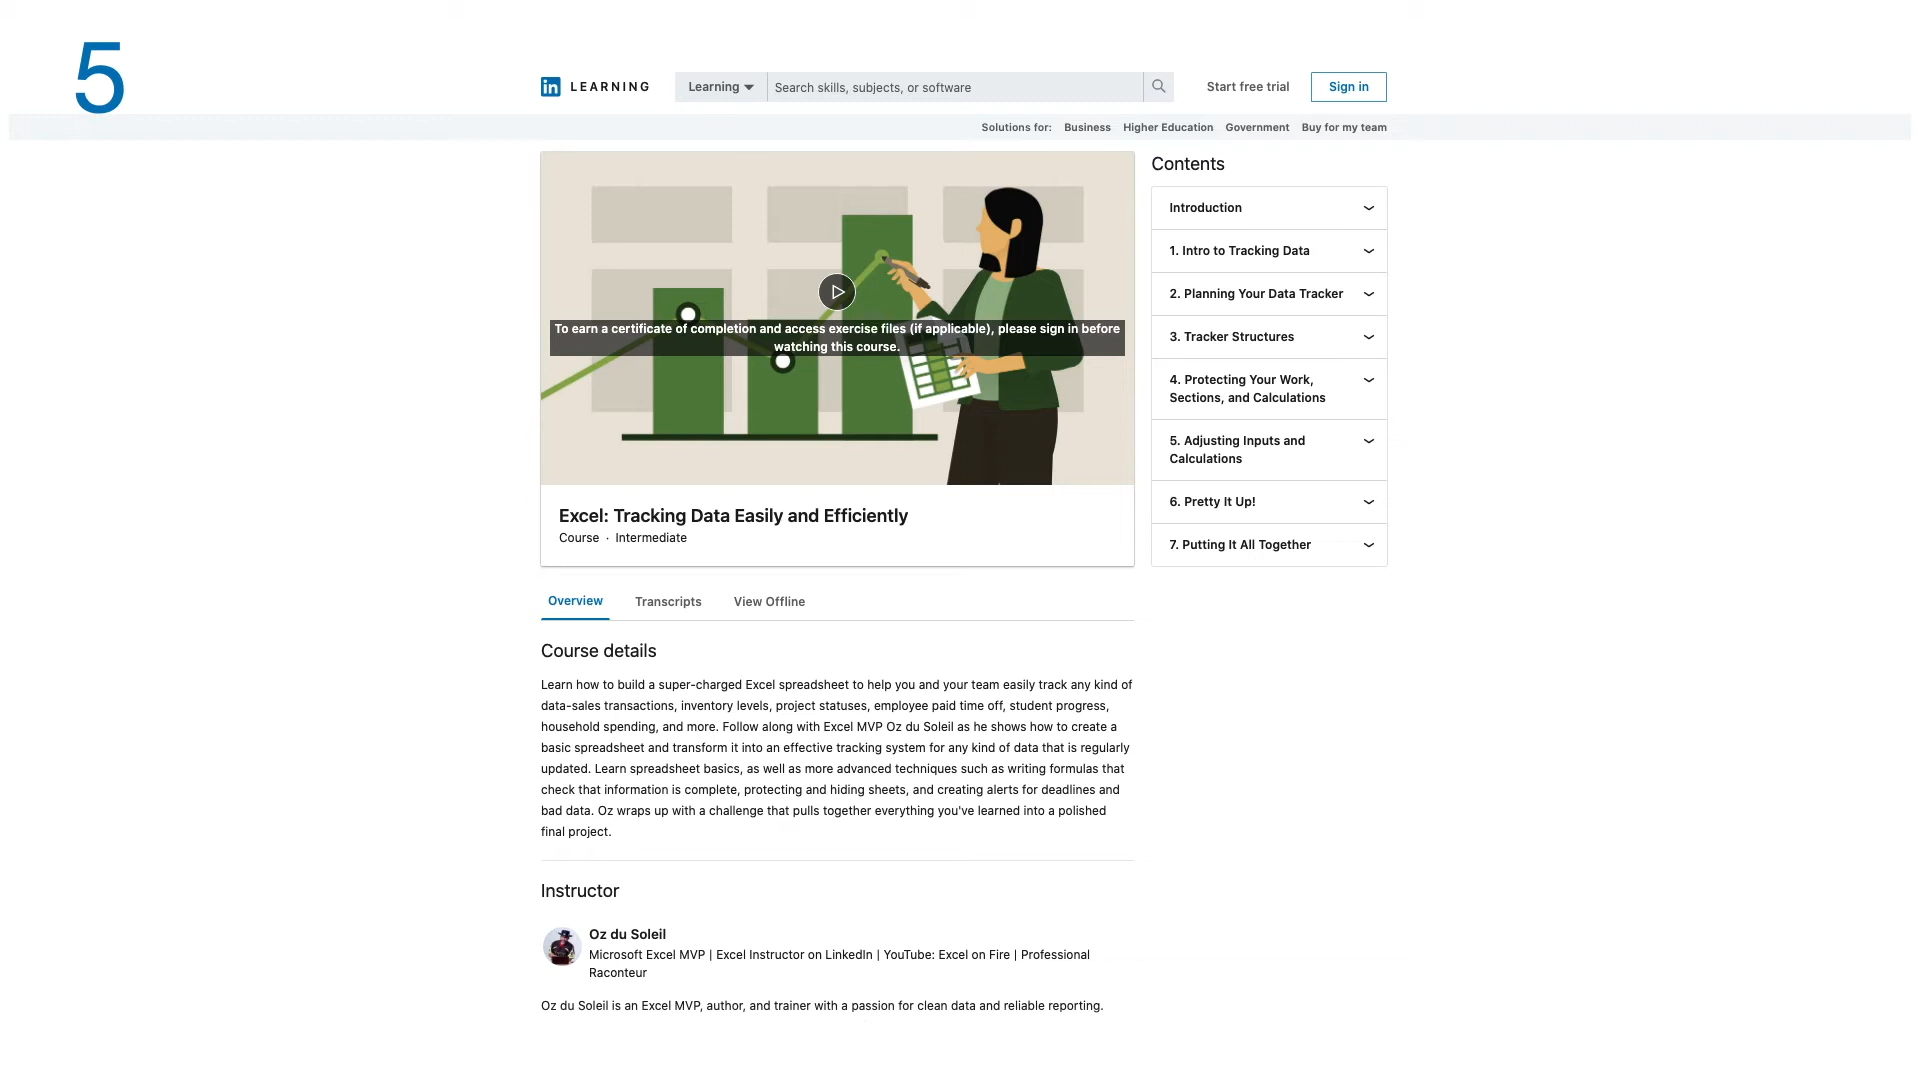 5
in LEARNING
Learning
Search skills, subjects, or software
Start free trial
Sign in
Solutions for: Business Higher Education Government Buy for my team
To earn a certificate of completion and access exercise files (if applicable), please sign in before
watching this course.
Excel: Tracking Data Easily and Efficiently
Course · Intermediate
Contents
Introduction
1. Intro to Tracking Data
2. Planning Your Data Tracker
3. Tracker Structures
4. Protecting Your Work,
Sections, and Calculations
5. Adjusting Inputs and
Calculations
6. Pretty It Up!
7. Putting It All Together
Overview Transcripts View Offline
Course details
Learn how to build a super-charged Excel spreadsheet to help you and your team easily track any kind of
data-sales transactions, inventory levels, project statuses, employee paid time off, student progress,
household spending, and more. Follow along with Excel MVP Oz du Soleil as he shows how to create a
basic spreadsheet and transform it into an effective tracking system for any kind of data that is regularly
updated. Learn spreadsheet basics, as well as more advanced techniques such as writing formulas that
check that information is complete, protecting and hiding sheets, and creating alerts for deadlines and
bad data. Oz wraps up with a challenge that pulls together everything you've learned into a polished
final project.
Instructor
Oz du Soleil
Microsoft Excel MVP | Excel Instructor on LinkedIn | YouTube: Excel on Fire | Professional
Raconteur
Oz du Soleil is an Excel MVP, author, and trainer with a passion for clean data and reliable reporting.